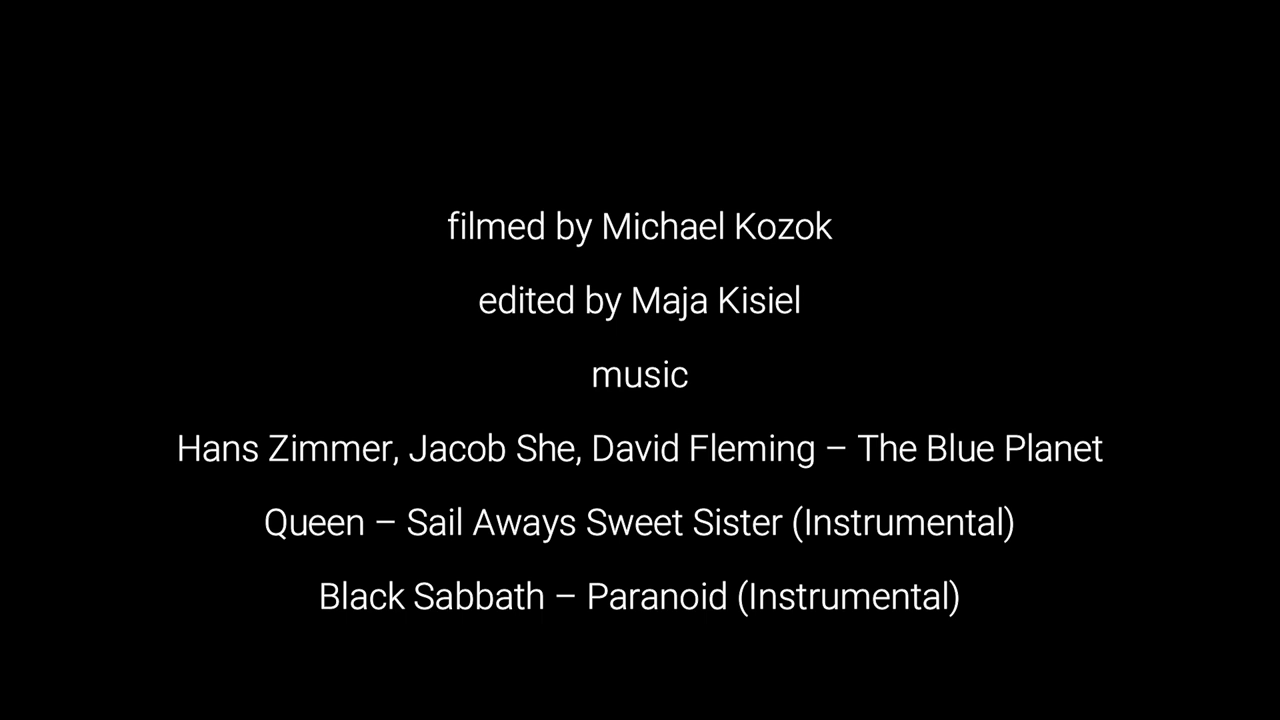 filmed by Michael Kozok
edited by Maja Kisiel
music
Hans Zimmer, Jacob She, David Fleming – The Blue Planet
Queen – Sail Aways Sweet Sister (Instrumental)
Black Sabbath – Paranoid (Instrumental)